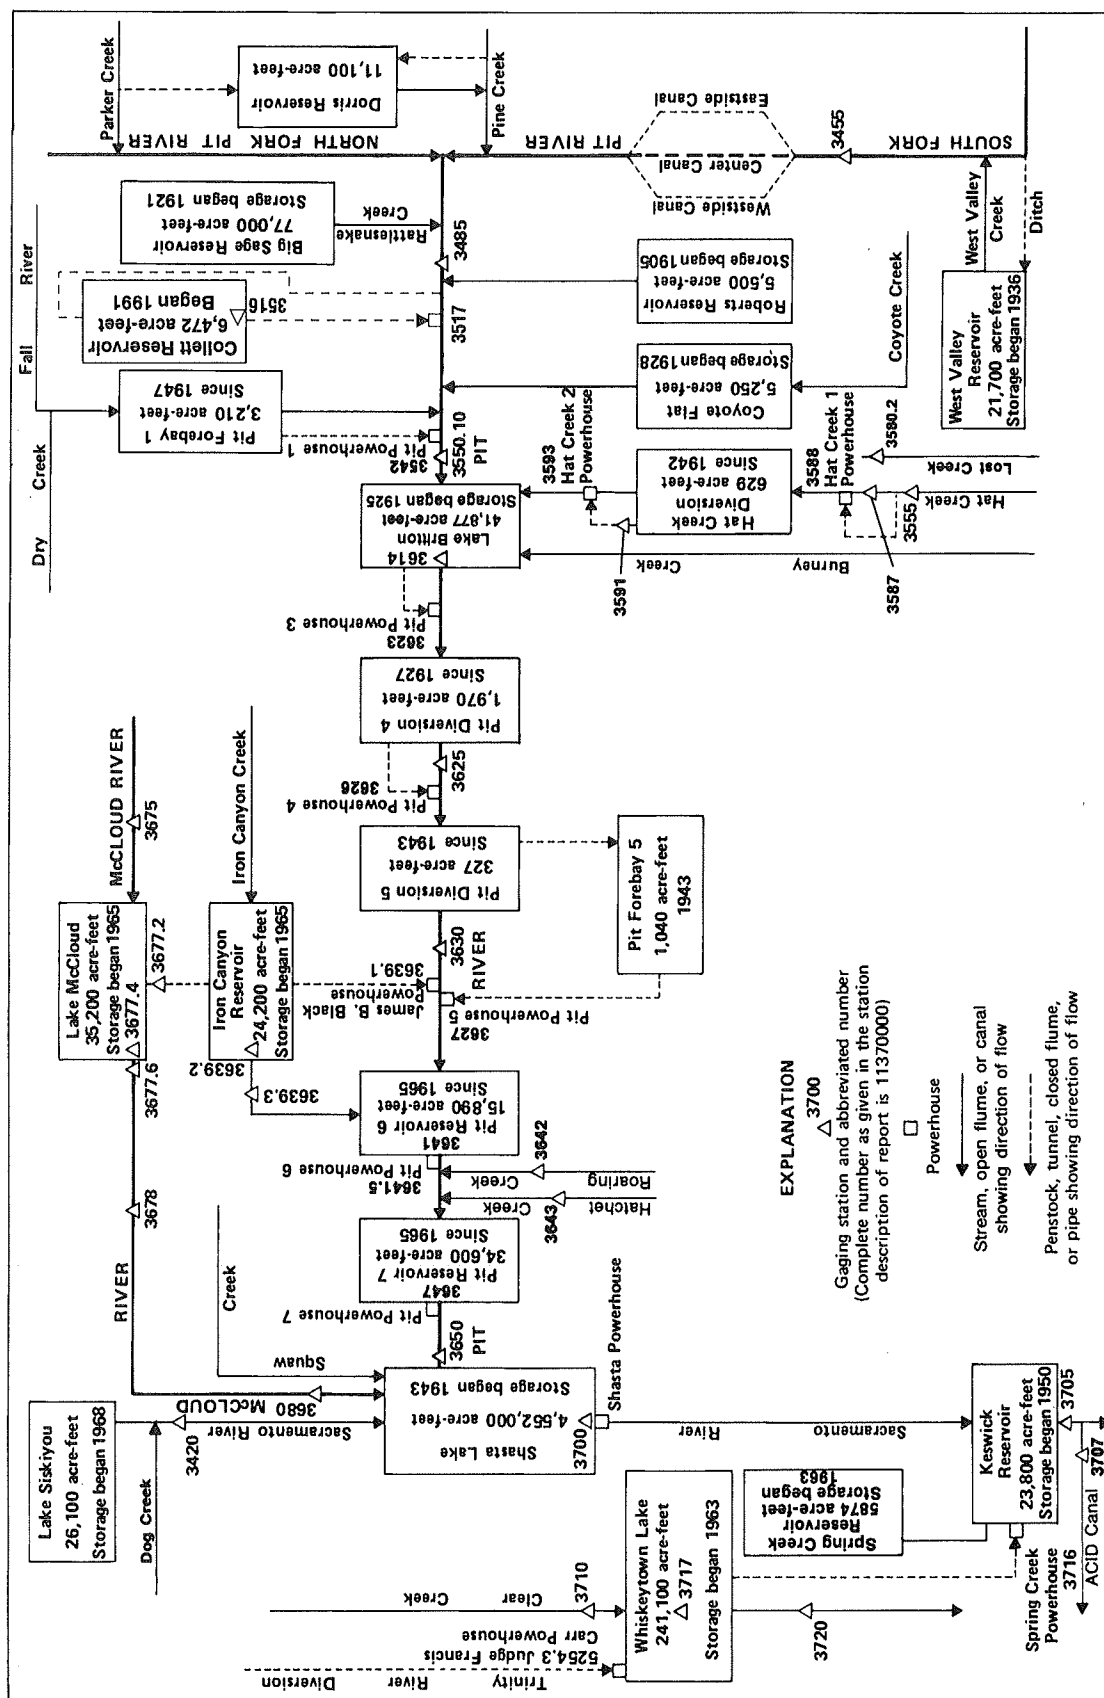 Lake Siskiyou
26,100 acre-feet
Storage began 1968
Dog Creek
3420
Sacramento River
3680 McCLOUD
RIVER
3678
3677.6
Lake McCloud
35,200 acre-feet
Storage began 1965
3677.4
3677.2
McCLOUD RIVER
3675
Iron Canyon
Reservoir
24,200 acre-feet
Storage began 1965
3639.2
3639.3
Iron Canyon Creek
Squaw
Creek
Shasta Lake
4,552,000 acre-feet
Storage began 1943
3700
Shasta Powerhouse
3650
PIT
Pit Powerhouse 7
Pit Reservoir 7
34,600 acre-feet
Since 1965
3647
Hatchet
Creek
3643
Roaring
Creek
3642
3641.5
Pit Powerhouse 6
Pit Reservoir 6
15,890 acre-feet
Since 1965
3641
James B. Black
Powerhouse
3639.1
Pit Powerhouse 5
3627
RIVER
3630
Pit Forebay 5
1,040 acre-feet
1943
Pit Diversion 5
327 acre-feet
Since 1943
Pit Powerhouse 4
3626
3625
Pit Diversion 4
1,970 acre-feet
Since 1927
Pit Powerhouse 3
3623
3614
Lake Britton
41,877 acre-feet
Storage began 1925
Burney
Creek
3591
3593
Hat Creek 2
Powerhouse
Hat Creek
Diversion
629 acre-feet
Since 1942
3588
Hat Creek 1
Powerhouse
3587
3555
Hat Creek
Lost Creek
3580.2
PIT
3550.10
3542
Pit Powerhouse 1
Pit Forebay 1
3,210 acre-feet
Since 1947
Dry
Creek
Fall
River
Coyote Flat
5,250 acre-feet
Storage began 1928
Coyote Creek
Collett Reservoir
6,472 acre-feet
Began 1991
3516
3517
Roberts Reservoir
5,500 acre-feet
Storage began 1905
3485
Rattlesnake
Creek
Big Sage Reservoir
77,000 acre-feet
Storage began 1921
NORTH FORK PIT RIVER
Parker Creek
Dorris Reservoir
11,100 acre-feet
Pine Creek
PIT RIVER
Westside Canal
Center Canal
Eastside Canal
3455
SOUTH FORK
West Valley
Creek
Ditch
West Valley
Reservoir
21,700 acre-feet
Storage began 1936
Sacramento
River
Keswick
Reservoir
23,800 acre-feet
Storage began 1950
3705
3707
ACID Canal
Spring Creek
Powerhouse
3716
Spring Creek
Reservoir
5874 acre-feet
Storage began
1963
Whiskeytown Lake
241,100 acre-feet
3717
Storage began 1963
3720
Clear
Creek
3710
5254.3 Judge Francis
Carr Powerhouse
Trinity River Diversion
EXPLANATION
3700
Gaging station and abbreviated number
(Complete number as given in the station
description of report is 11370000)
Powerhouse
Stream, open flume, or canal
showing direction of flow
Penstock, tunnel, closed flume,
or pipe showing direction of flow